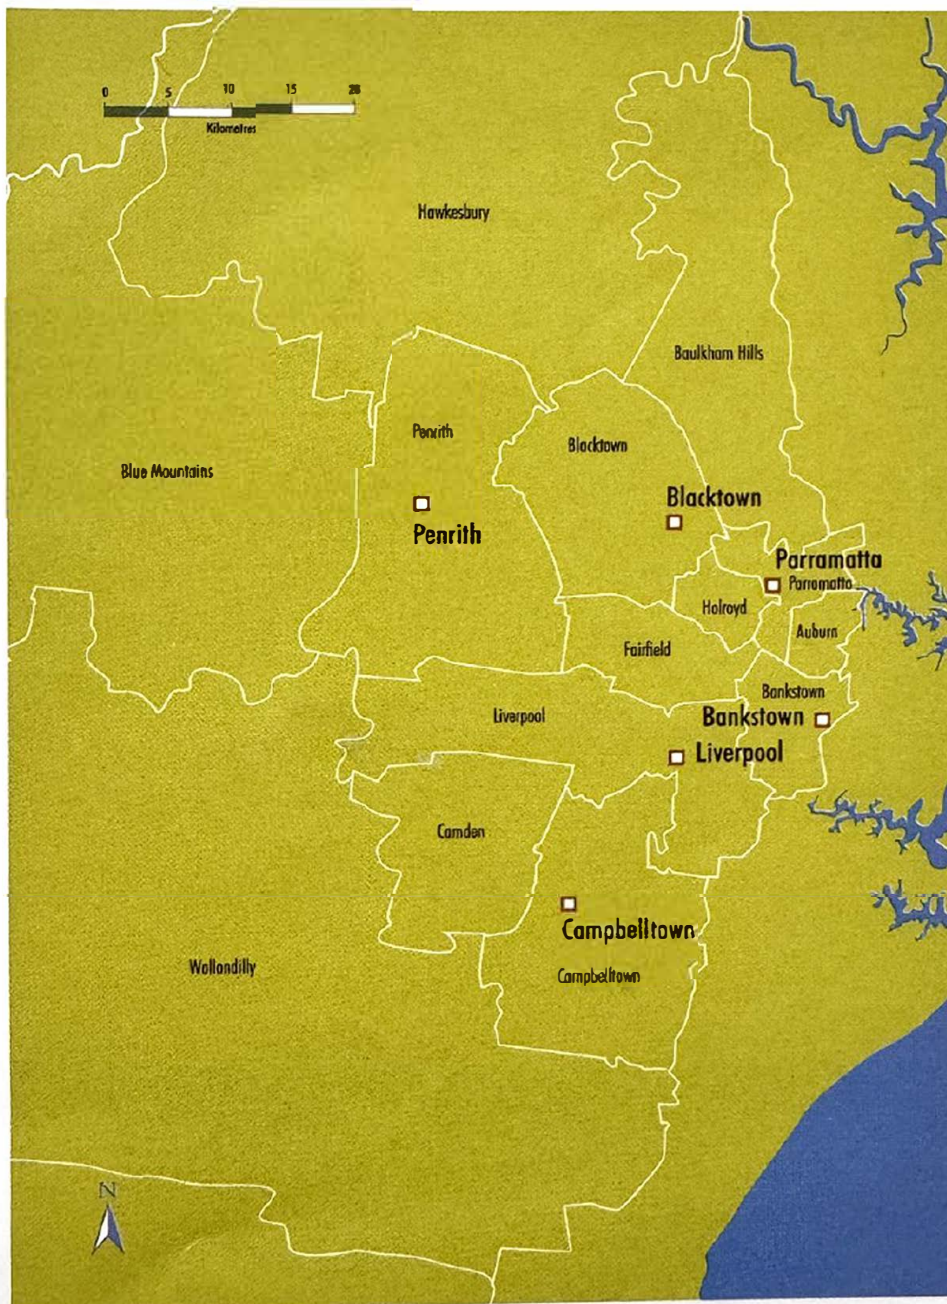 0 5 10 15 20
Kilometres
Hawkesbury
Baulkham Hills
Penrith
Blacktown
Blue Mountains
Blacktown
Penrith
Parramatta
Parramatta
Holroyd
Auburn
Fairfield
Bankstown
Liverpool
Bankstown
Liverpool
Camden
Campbelltown
Wollondilly
Campbelltown
N